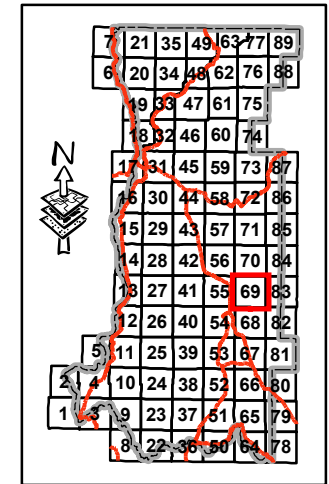 7 21 35 49 63 77 89
6 20 34 48 62 76 88
19 33 47 61 75
18 32 46 60 74
N
17 31 45 59 73 87
16 30 44 58 72 86
15 29 43 57 71 85
14 28 42 56 70 84
13 27 41 55 69 83
12 26 40 54 68 82
5 11 25 39 53 67 81
2 4 10 24 38 52 66 80
1 3 9 23 37 51 65 79
8 22 36 50 64 78